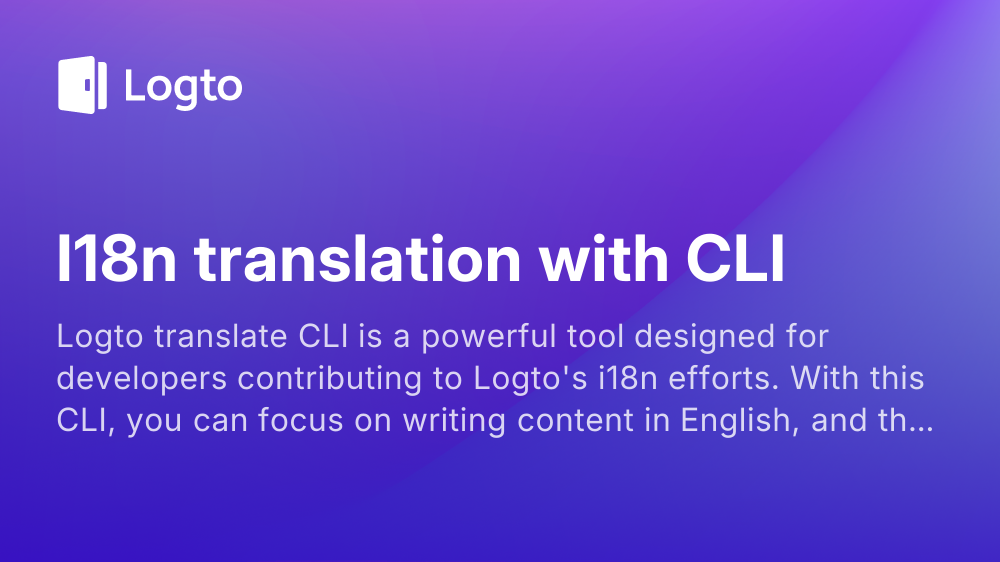 Logto
I18n translation with CLI
Logto translate CLI is a powerful tool designed for
developers contributing to Logto's i18n efforts. With this
CLI, you can focus on writing content in English, and th...